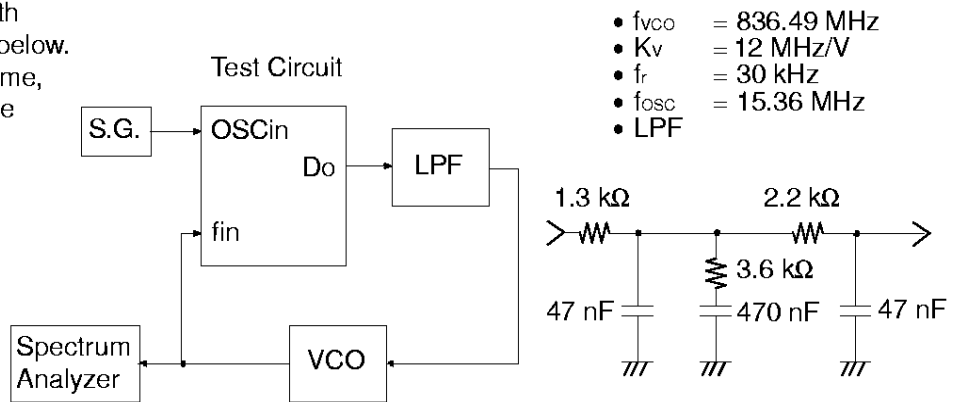 th
below.
me,
e
Test Circuit
• fvco = 836.49 MHz
• Kv = 12 MHz/V
• fr = 30 kHz
• fosc = 15.36 MHz
• LPF
S.G.
OSCin
Do
fin
LPF
1.3 kΩ
2.2 kΩ
3.6 kΩ
47 nF
470 nF
47 nF
Spectrum
Analyzer
VCO